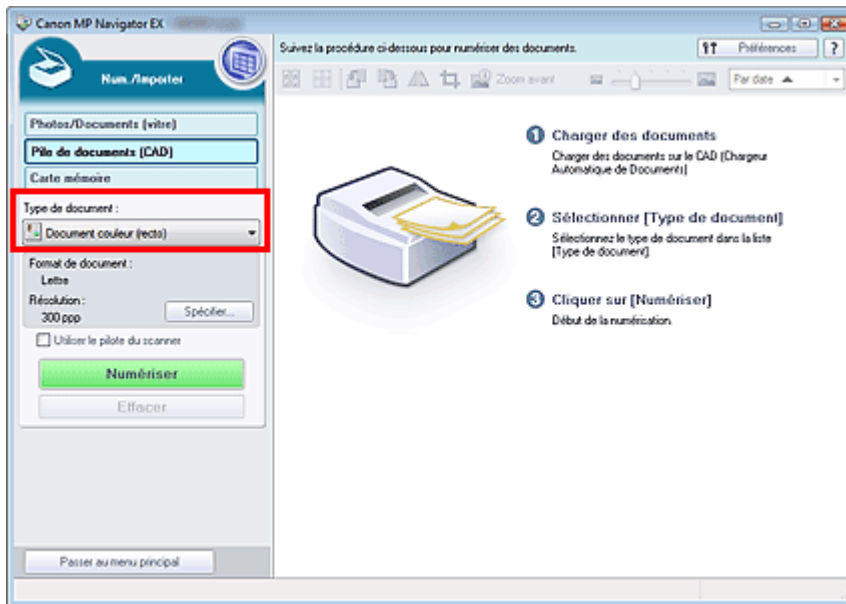 Canon MP Navigator EX
Num./Importer
Photos/Documents (vitre)
Pile de documents (CAD)
Carte mémoire
Type de document :
Document couleur (recto)
Format de document :
Lettre
Résolution :
300 ppp
Spécifier...
Utiliser le pilote du scanner
Numériser
Effacer
Passer au menu principal
Suivez la procédure ci-dessous pour numériser des documents.
Préférences
?
Zoom avant
Par date
1 Charger des documents
Charger des documents sur le CAD (Chargeur
Automatique de Documents)
2 Sélectionner [Type de document]
Sélectionnez le type de document dans la liste
[Type de document].
3 Cliquer sur [Numériser]
Début de la numérisation.